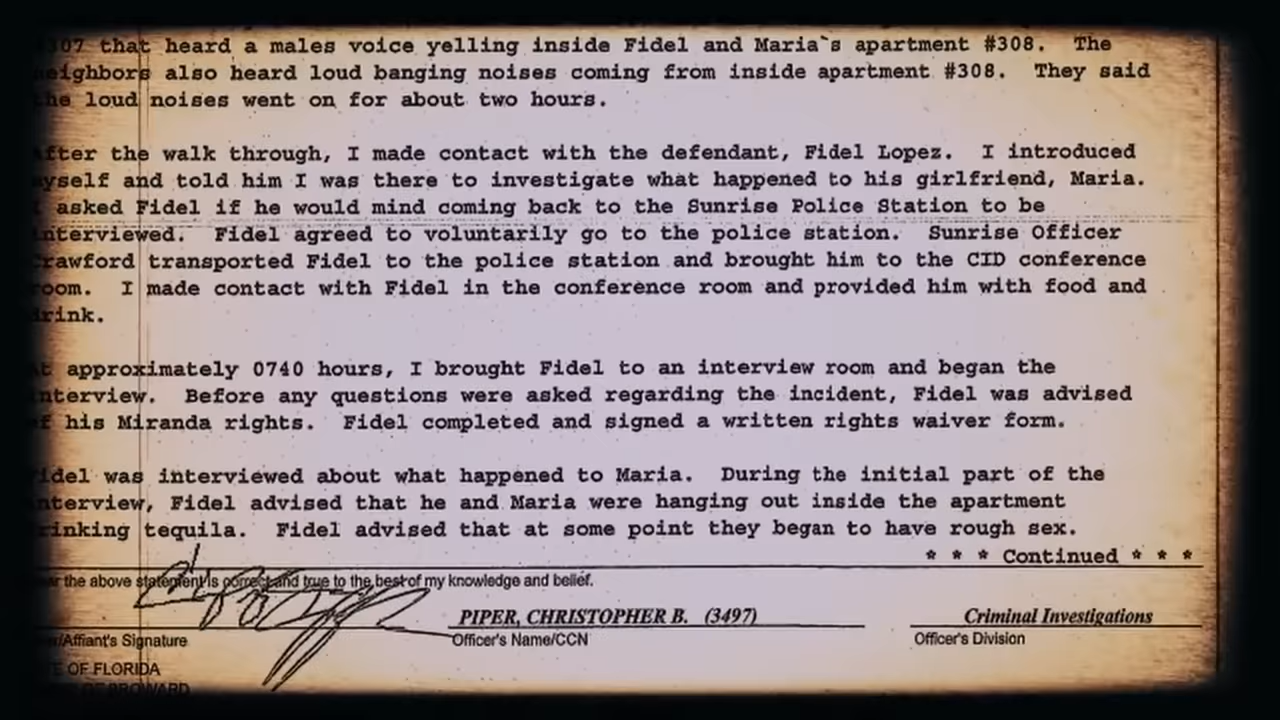 #307 that heard a males voice yelling inside Fidel and Maria`s apartment #308. The
neighbors also heard loud banging noises coming from inside apartment #308. They said
the loud noises went on for about two hours.
After the walk through, I made contact with the defendant, Fidel Lopez. I introduced
myself and told him I was there to investigate what happened to his girlfriend, Maria.
I asked Fidel if he would mind coming back to the Sunrise Police Station to be
interviewed. Fidel agreed to voluntarily go to the police station. Sunrise Officer
Crawford transported Fidel to the police station and brought him to the CID conference
room. I made contact with Fidel in the conference room and provided him with food and
drink.
At approximately 0740 hours, I brought Fidel to an interview room and began the
interview. Before any questions were asked regarding the incident, Fidel was advised
of his Miranda rights. Fidel completed and signed a written rights waiver form.
Fidel was interviewed about what happened to Maria. During the initial part of the
interview, Fidel advised that he and Maria were hanging out inside the apartment
drinking tequila. Fidel advised that at some point they began to have rough sex.
* * * Continued * * *
the above statement is correct and true to the best of my knowledge and belief.
PIPER, CHRISTOPHER B. (3497) Criminal Investigations
/Affiant's Signature Officer's Name/CCN Officer's Division
OF FLORIDA
OF BROWARD